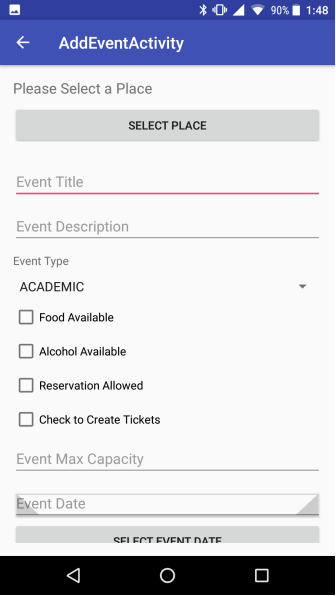 90% 1:48
AddEventActivity
Please Select a Place
SELECT PLACE
Event Title
Event Description
Event Type
ACADEMIC
Food Available
Alcohol Available
Reservation Allowed
Check to Create Tickets
Event Max Capacity
Event Date
SELECT EVENT DATE